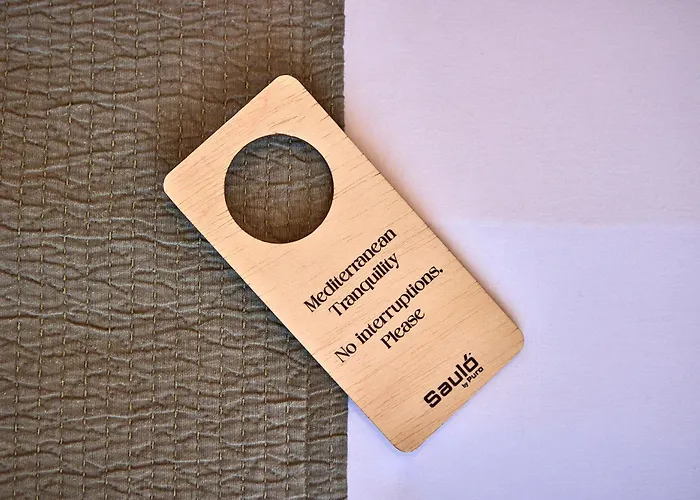 Mediterranean
Tranquility
No interruptions.
Please
Sauló
by Puro